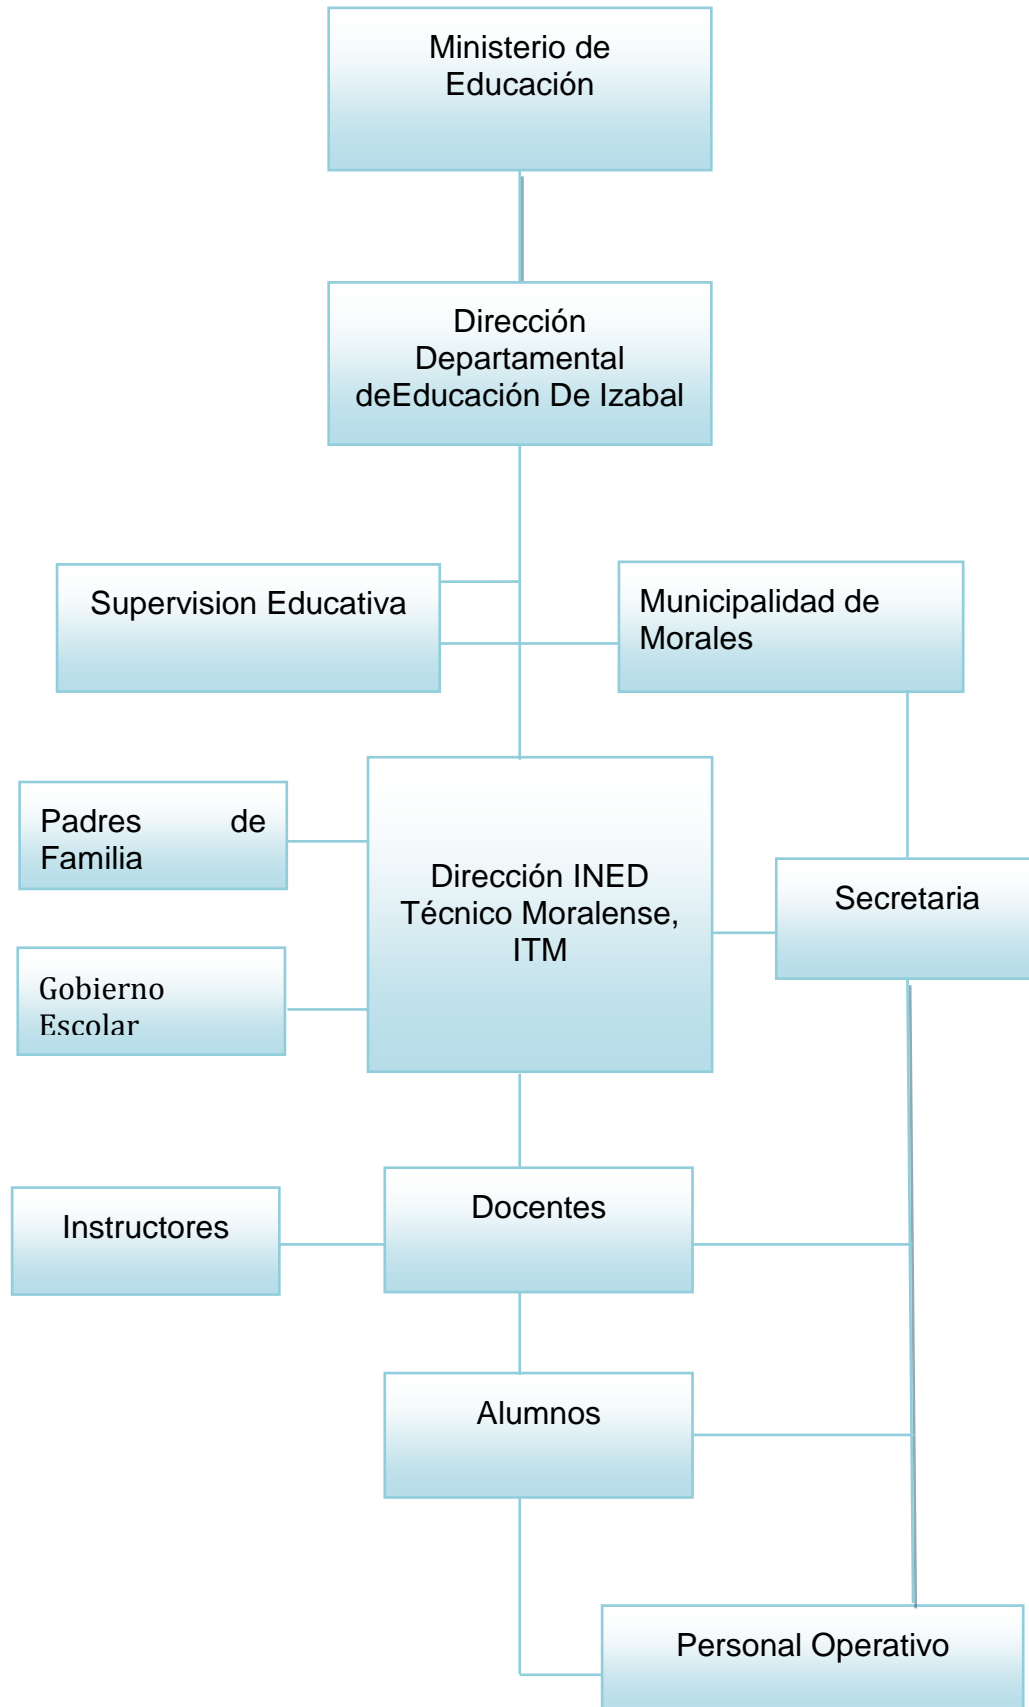 Ministerio de
Educación
Dirección
Departamental
deEducación De Izabal
Supervision Educativa
Municipalidad de
Morales
Padres de
Familia
Dirección INED
Técnico Moralense,
ITM
Secretaria
Gobierno
Escolar
Instructores
Docentes
Alumnos
Personal Operativo